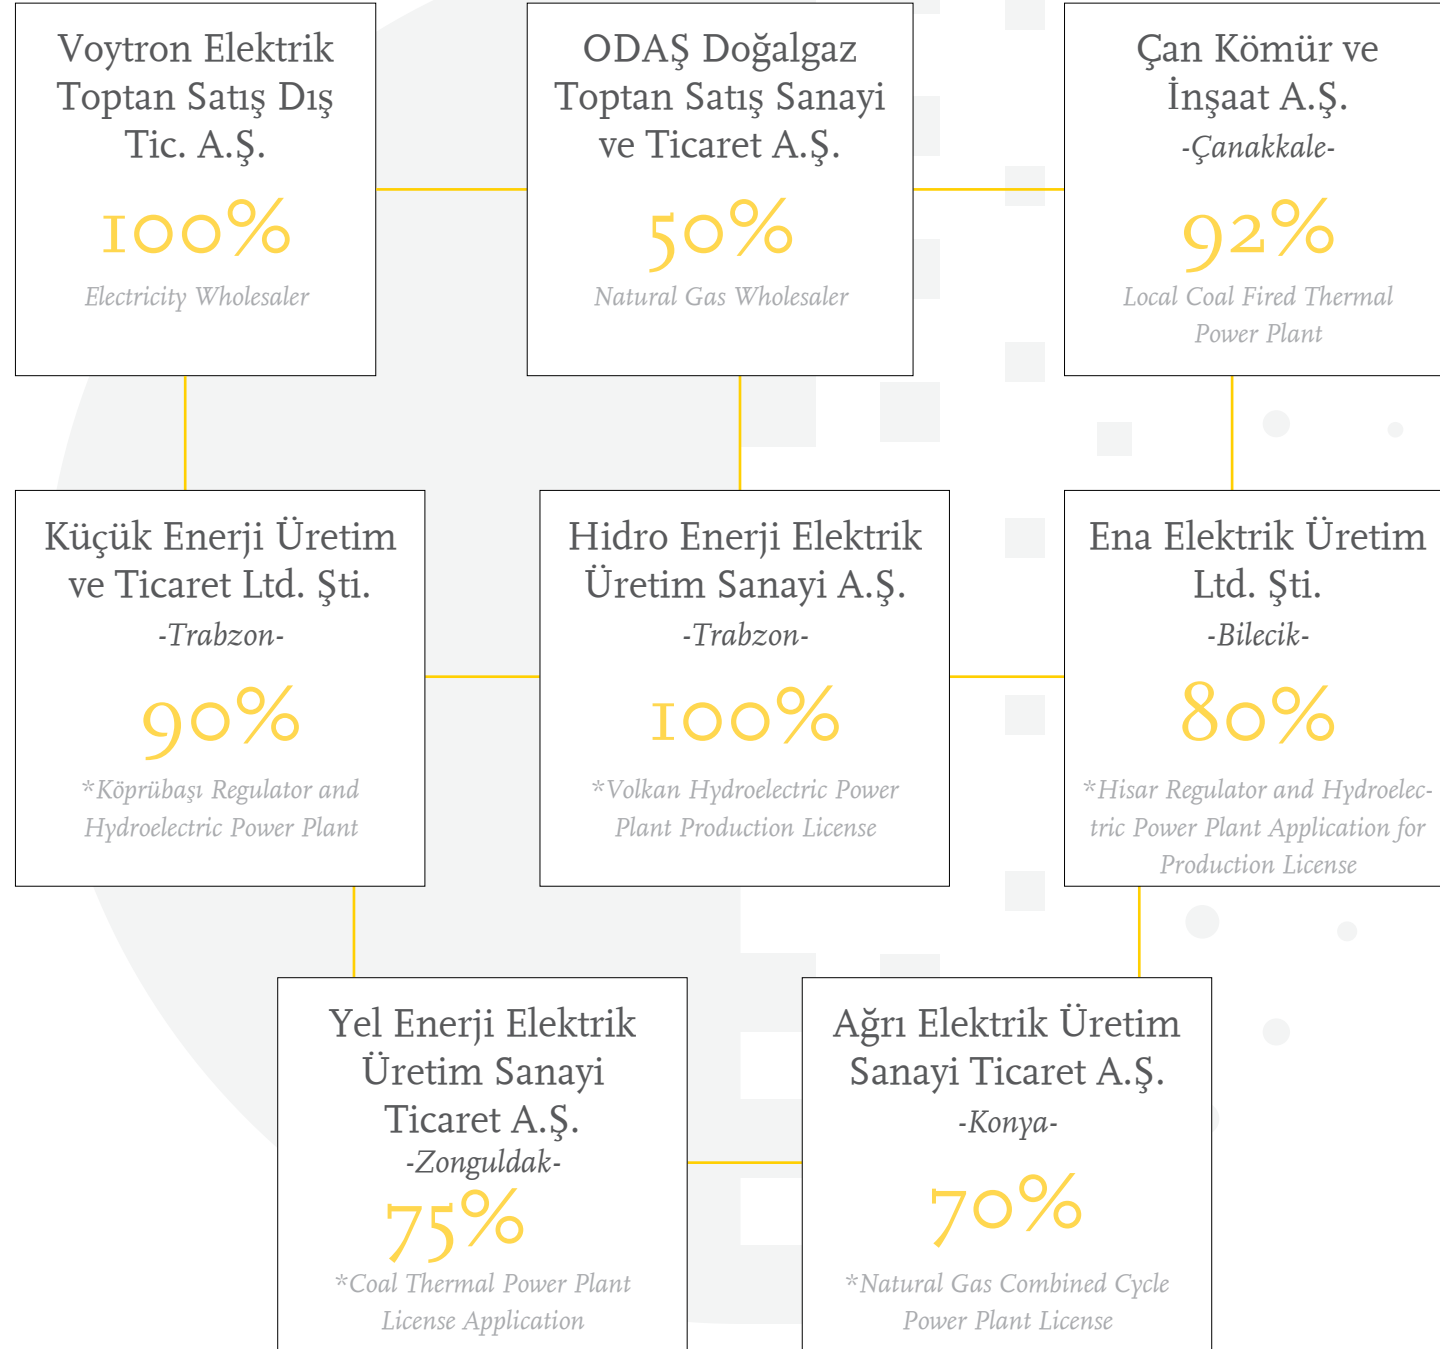 Voytron Elektrik
Toptan Satış Dış
Tic. A.Ş.
100%
Electricity Wholesaler
ODAŞ Doğalgaz
Toptan Satış Sanayi
ve Ticaret A.Ş.
50%
Natural Gas Wholesaler
Çan Kömür ve
İnşaat A.Ş.
-Çanakkale-
92%
Local Coal Fired Thermal
Power Plant
Küçük Enerji Üretim
ve Ticaret Ltd. Şti.
-Trabzon-
90%
*Köprübaşı Regulator and
Hydroelectric Power Plant
Hidro Enerji Elektrik
Üretim Sanayi A.Ş.
-Trabzon-
100%
*Volkan Hydroelectric Power
Plant Production License
Ena Elektrik Üretim
Ltd. Şti.
-Bilecik-
80%
*Hisar Regulator and Hydroelec-
tric Power Plant Application for
Production License
Yel Enerji Elektrik
Üretim Sanayi
Ticaret A.Ş.
-Zonguldak-
75%
*Coal Thermal Power Plant
License Application
Ağrı Elektrik Üretim
Sanayi Ticaret A.Ş.
-Konya-
70%
*Natural Gas Combined Cycle
Power Plant License